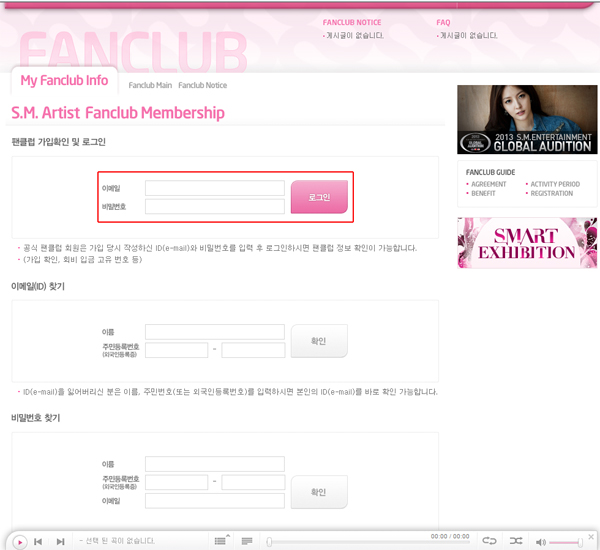 FANCLUB NOTICE
FAQ
· 게시글이 없습니다.
· 게시글이 없습니다.
FANCLUB
My Fanclub Info
Fanclub Main
Fanclub Notice
S.M. Artist Fanclub Membership
팬클럽 가입확인 및 로그인
이메일
비밀번호
로그인
· 공식 팬클럽 회원은 가입 당시 작성하신 ID(e-mail)와 비밀번호를 입력 후 로그인하시면 팬클럽 정보 확인이 가능합니다.
· (가입 확인, 회비 입금 고유 번호 등)
이메일(ID) 찾기
이름
주민등록번호
(외국인등록증)
-
확인
· ID(e-mail)을 잃어버리신 분은 이름, 주민번호(또는 외국인등록번호)를 입력하시면 본인의 ID(e-mail)를 바로 확인 가능합니다.
비밀번호 찾기
이름
주민등록번호
(외국인등록증)
-
이메일
확인
2013 S.M.ENTERTAINMENT
GLOBAL AUDITION
FANCLUB GUIDE
AGREEMENT
ACTIVITY PERIOD
BENEFIT
REGISTRATION
SMART
EXHIBITION
~ 선택 된 곡이 없습니다.
00:00 / 00:00